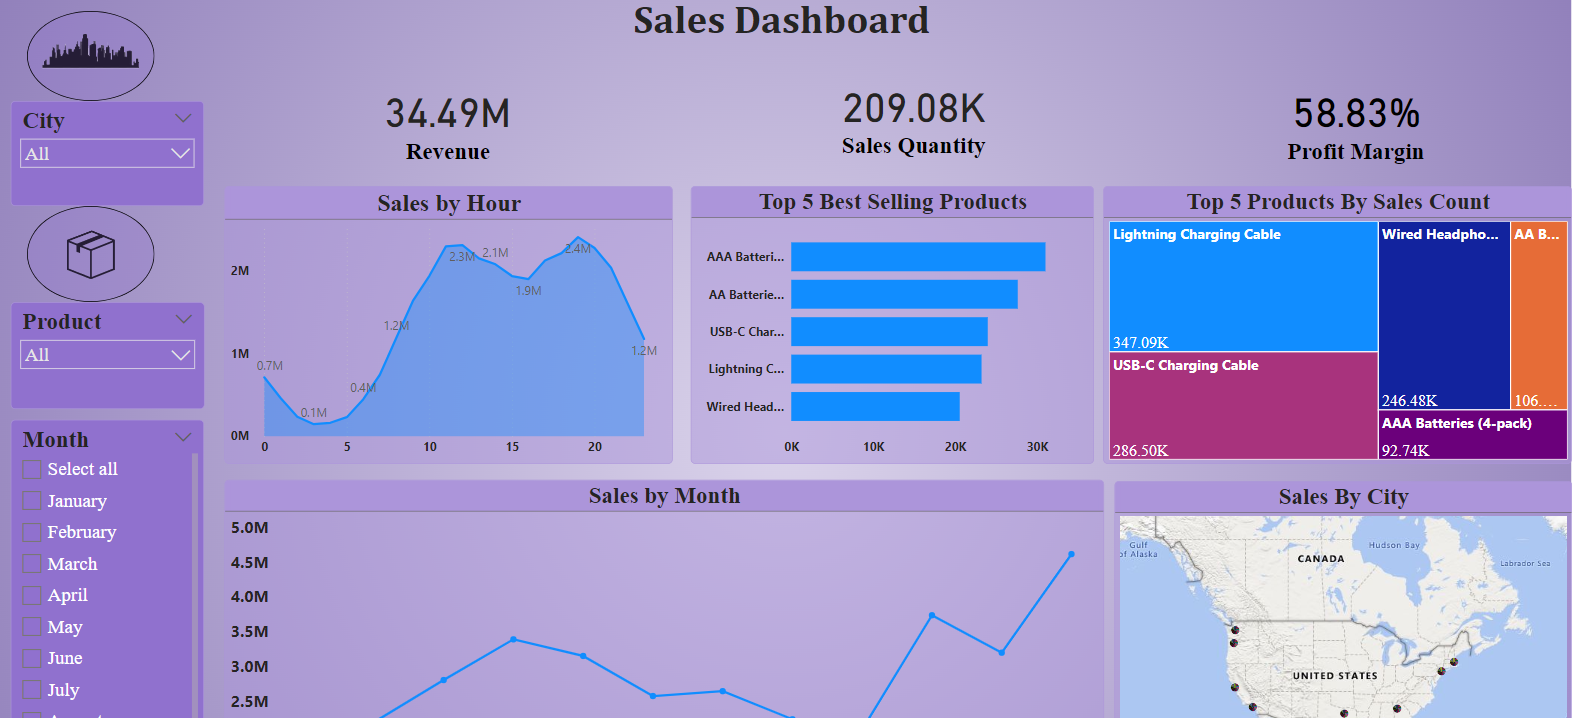 Sales Dashboard
City
All
Product
All
Month
Select all
January
February
March
April
May
June
July
34.49M
Revenue
209.08K
Sales Quantity
58.83%
Profit Margin
Sales by Hour
2M
1M
0M
0.7M
0.1M
0.4M
1.2M
2.3M
2.1M
1.9M
2.4M
1.2M
0 5 10 15 20
Top 5 Best Selling Products
AAA Batteri...
AA Batterie...
USB-C Char...
Lightning C...
Wired Head...
0K 10K 20K 30K
Top 5 Products By Sales Count
Lightning Charging Cable
347.09K
USB-C Charging Cable
286.50K
Wired Headpho...
246.48K
AA B...
106....
AAA Batteries (4-pack)
92.74K
Sales by Month
5.0M
4.5M
4.0M
3.5M
3.0M
2.5M
Sales By City
Gulf
of Alaska
Hudson Bay
CANADA
Labrador Sea
UNITED STATES